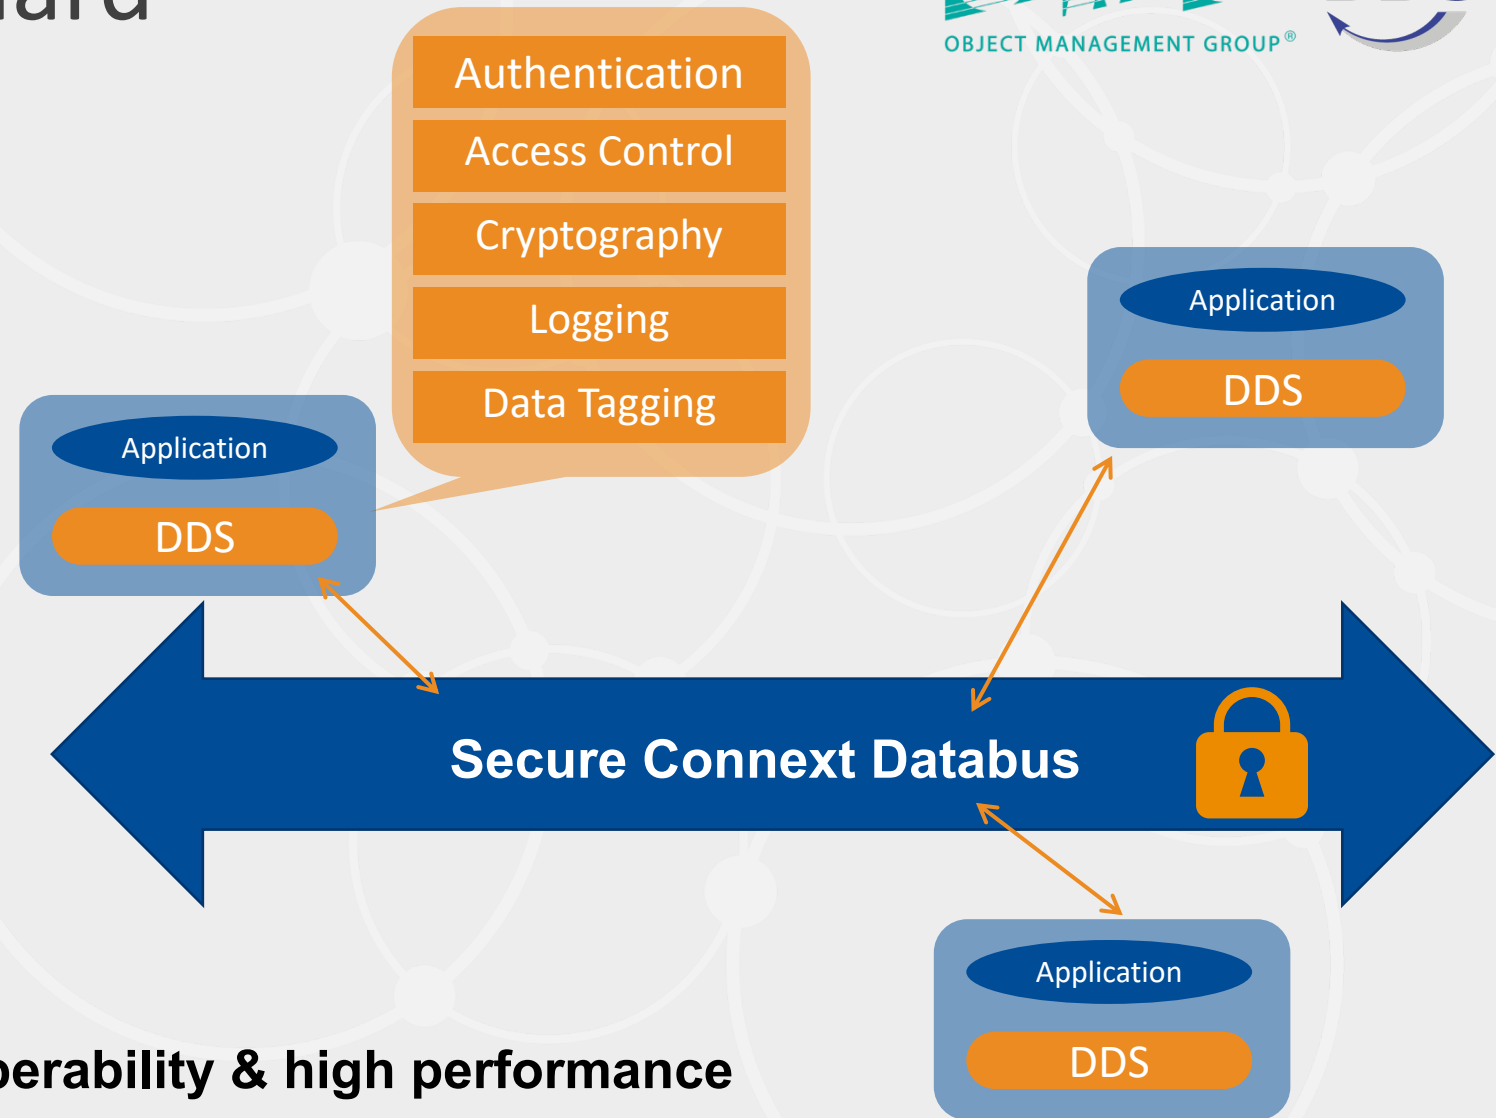 OBJECT MANAGEMENT GROUP®
Authentication
Access Control
Cryptography
Logging
Data Tagging
Application
DDS
Application
DDS
Secure Connext Databus
Application
DDS
& high performance